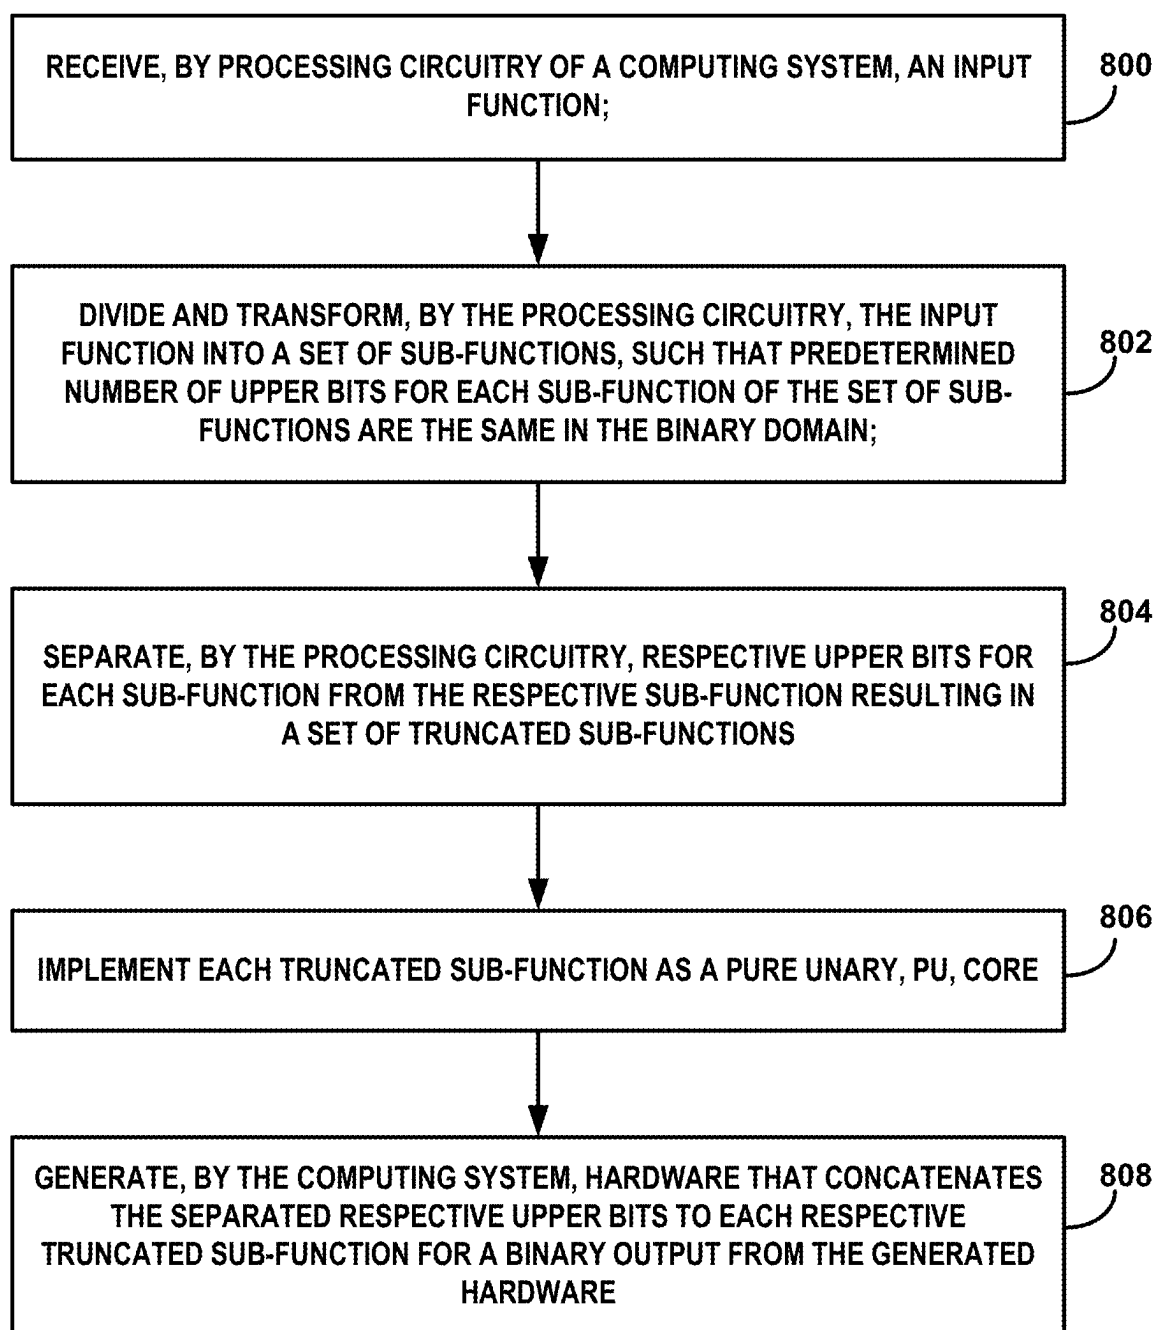 RECEIVE, BY PROCESSING CIRCUITRY OF A COMPUTING SYSTEM, AN INPUT
FUNCTION;
800
DIVIDE AND TRANSFORM, BY THE PROCESSING CIRCUITRY, THE INPUT
FUNCTION INTO A SET OF SUB-FUNCTIONS, SUCH THAT PREDETERMINED
NUMBER OF UPPER BITS FOR EACH SUB-FUNCTION OF THE SET OF SUB-
FUNCTIONS ARE THE SAME IN THE BINARY DOMAIN;
802
SEPARATE, BY THE PROCESSING CIRCUITRY, RESPECTIVE UPPER BITS FOR
EACH SUB-FUNCTION FROM THE RESPECTIVE SUB-FUNCTION RESULTING IN
A SET OF TRUNCATED SUB-FUNCTIONS
804
IMPLEMENT EACH TRUNCATED SUB-FUNCTION AS A PURE UNARY, PU, CORE
806
GENERATE, BY THE COMPUTING SYSTEM, HARDWARE THAT CONCATENATES
THE SEPARATED RESPECTIVE UPPER BITS TO EACH RESPECTIVE
TRUNCATED SUB-FUNCTION FOR A BINARY OUTPUT FROM THE GENERATED
HARDWARE
808